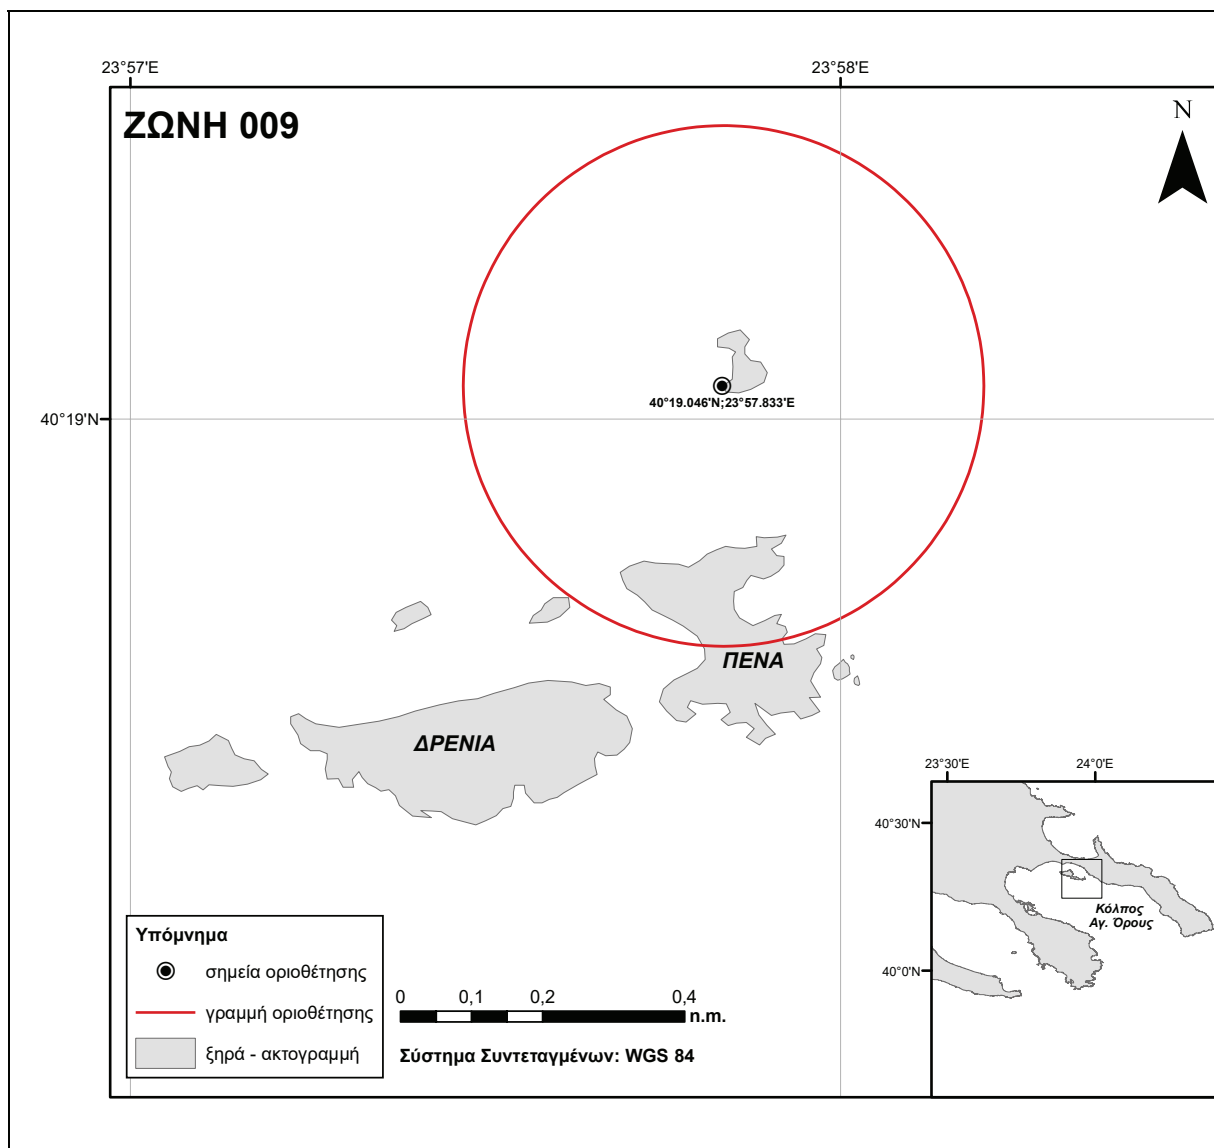 23°57'E
23°58'E
ΖΩΝΗ 009
N
40°19.046'N;23°57.833'E
40°19'N
ΠΕΝΑ
ΔΡΕΝΙΑ
23°30'E
24°0'E
40°30'N
Κόλπος
Αγ. Όρους
40°0'N
Υπόμνημα
σημεία οριοθέτησης
γραμμή οριοθέτησης
ξηρά - ακτογραμμή
0
0,1
0,2
0,4
n.m.
Σύστημα Συντεταγμένων: WGS 84